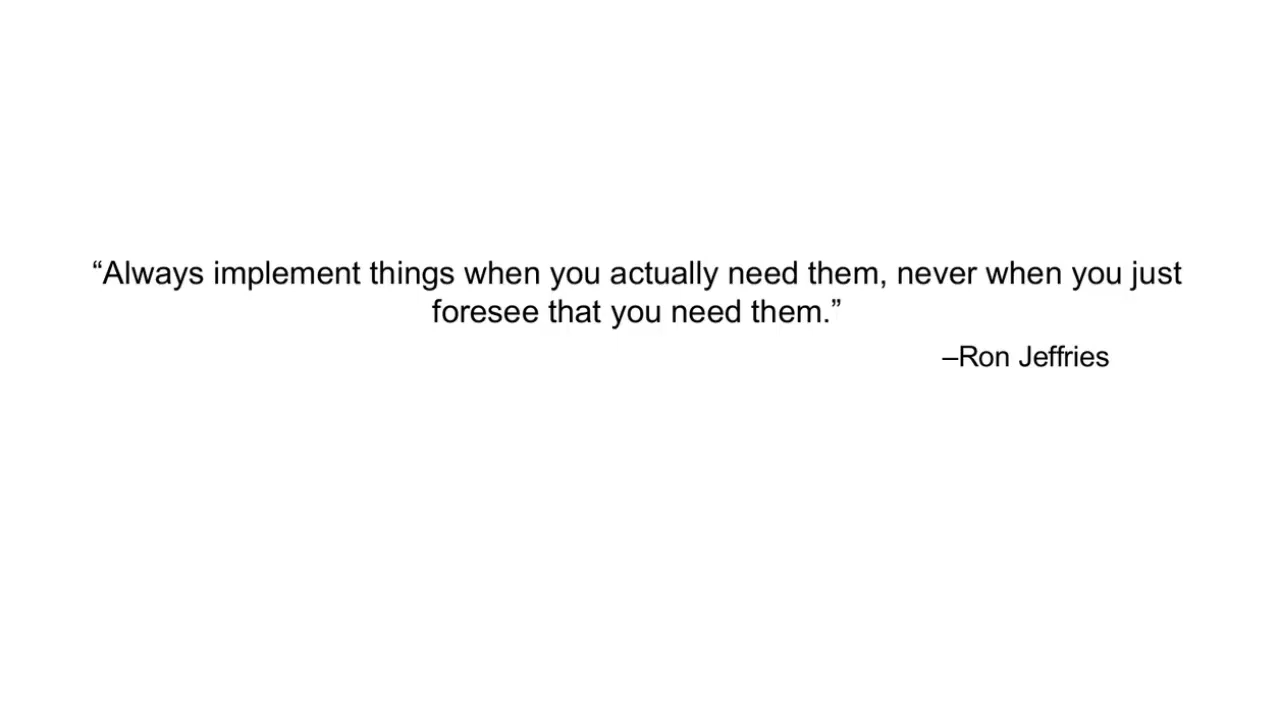 “Always implement things when you actually need them, never when you just
foresee that you need them.”
–Ron Jeffries